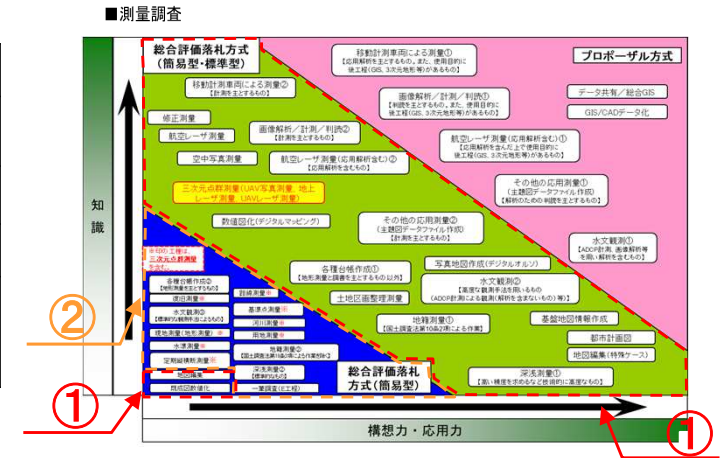 ■測量調査
総合評価落札方式
（簡易型・標準型）
プロポーザル方式
移動計測車両による測量①
【応用解析を主とするもの。また、使用目的に
後工程(GIS、3次元地形等)があるもの】
移動計測車両による測量②
【計測を主とするもの】
画像解析／計測／判読①
【判読を主とするもの。また、使用目的に
後工程(GIS、3次元地形等)があるもの】
データ共有／総合GIS
GIS/CADデータ化
修正測量
航空レーザ測量
画像解析／計測／判読②
【計測を主とするもの】
航空レーザ測量(応用解析含む)①
【応用解析を含んだ上で使用目的に
後工程(GIS、3次元地形等)があるもの】
空中写真測量
航空レーザ測量(応用解析含む)②
【応用解析を含むもの】
三次元点群測量(UAV写真測量、地上
レーザ測量、UAVレーザ測量)
その他の応用測量①
(主題図データファイル作成)
【解析のための判読を主とするもの】
数値図化(デジタルマッピング)
その他の応用測量②
(主題図データファイル作成)
【計測を主とするもの】
水文観測①
【ADCP計測、画像解析等
を用い解析を含むもの】
知
識
※印の工種は、
三次元点群測量
を含む。
各種台帳作成②
【地形測量を主とするもの】
路線測量※
各種台帳作成①
【地形測量と調書を主とするもの以外】
写真地図作成(デジタルオルソ)
復旧測量※
土地区画整理測量
水文観測②
【高度な観測手法を用いるもの
(ADCP計測による観測(解析を含まないもの)等)】
水文観測③
【標準的な観測手法によるもの】
基準点測量※
河川測量※
地籍測量①
【国土調査法第10条2項による作業】
基盤地図情報作成
②
現地測量(地形測量)※
用地測量※
都市計画図
水準測量※
地籍測量②
【国土調査法第10条2項による作業を除く】
地図編集(特殊ケース)
定期縦横断測量※
地図編集
深浅測量②
【標準的なもの】
総合評価落札
方式(簡易型)
深浅測量①
【高い精度を求めるなど技術的に高度なもの】
既成図数値化
一筆調査(E工程)
①
①
構想力・応用力